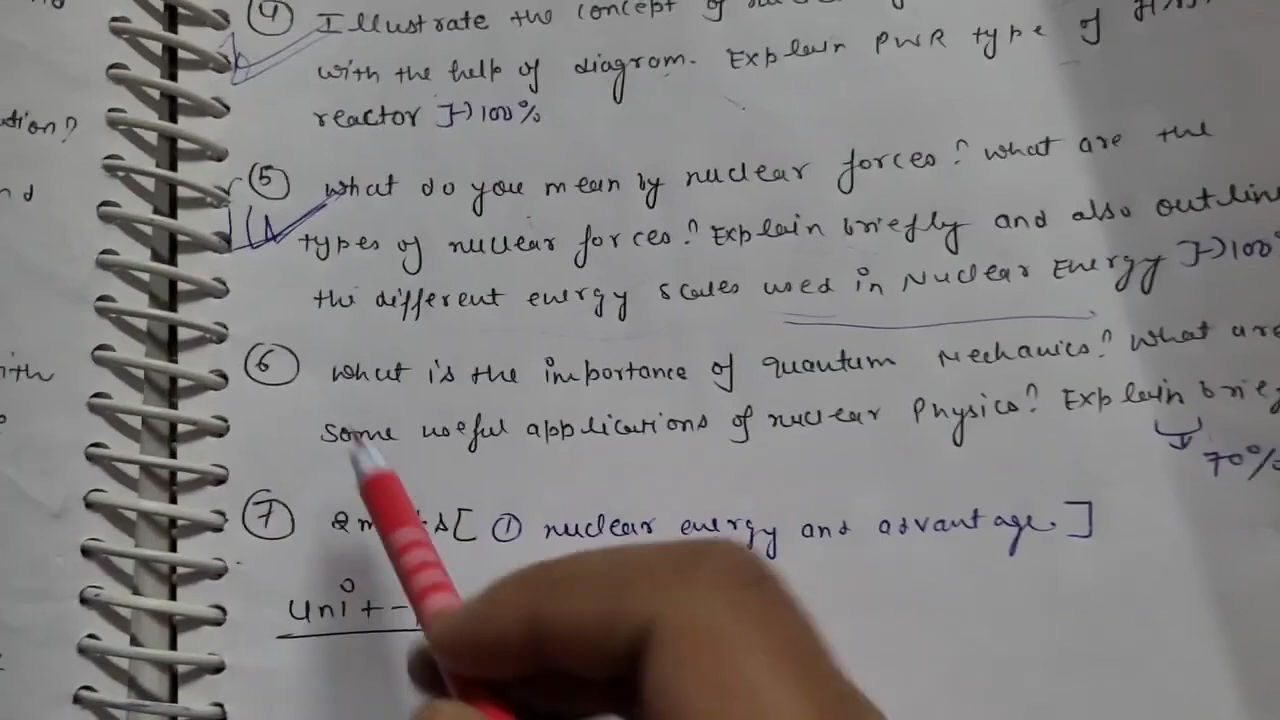 ④ Illustrate the concept of
with the help of diagram. Explain PWR type of
reactor ]→100%
ution?
⑤ what do you mean by nuclear forces? what are the
types of nuclear forces? Explain briefly and also outline
the different energy scales used in Nuclear Energy ]→100%
ith
⑥ what is the importance of quantum Mechanics? what are
some useful applications of nuclear Physics? Explain brief
70%
⑦ [ ① nuclear energy and advantage. ]
Unit -